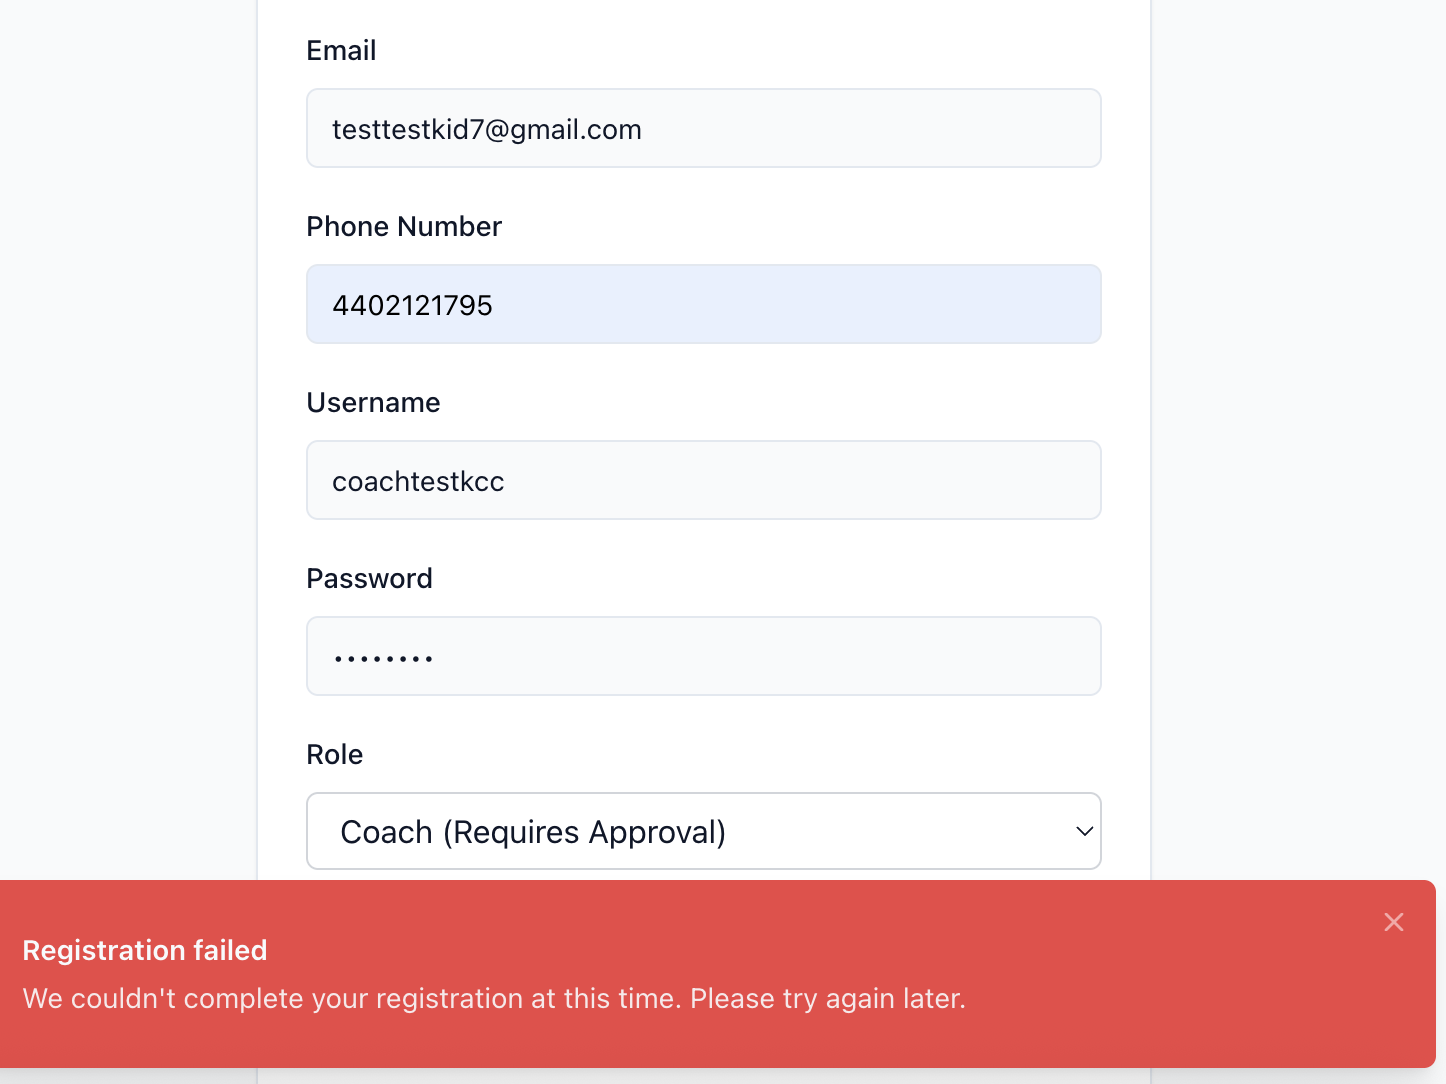 Email
testtestkid7@gmail.com
Phone Number
4402121795
Username
coachtestkcc
Password
••••••••
Role
Coach (Requires Approval)
Registration failed
We couldn't complete your registration at this time. Please try again later.